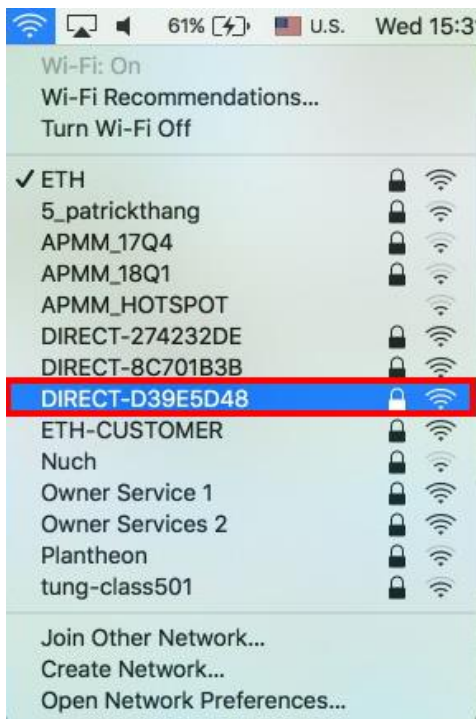 61% U.S. Wed 15:3
Wi-Fi: On
Wi-Fi Recommendations...
Turn Wi-Fi Off
✓ ETH
5_patrickthang
APMM_17Q4
APMM_18Q1
APMM_HOTSPOT
DIRECT-274232DE
DIRECT-8C701B3B
DIRECT-D39E5D48
ETH-CUSTOMER
Nuch
Owner Service 1
Owner Services 2
Plantheon
tung-class501
Join Other Network...
Create Network...
Open Network Preferences...